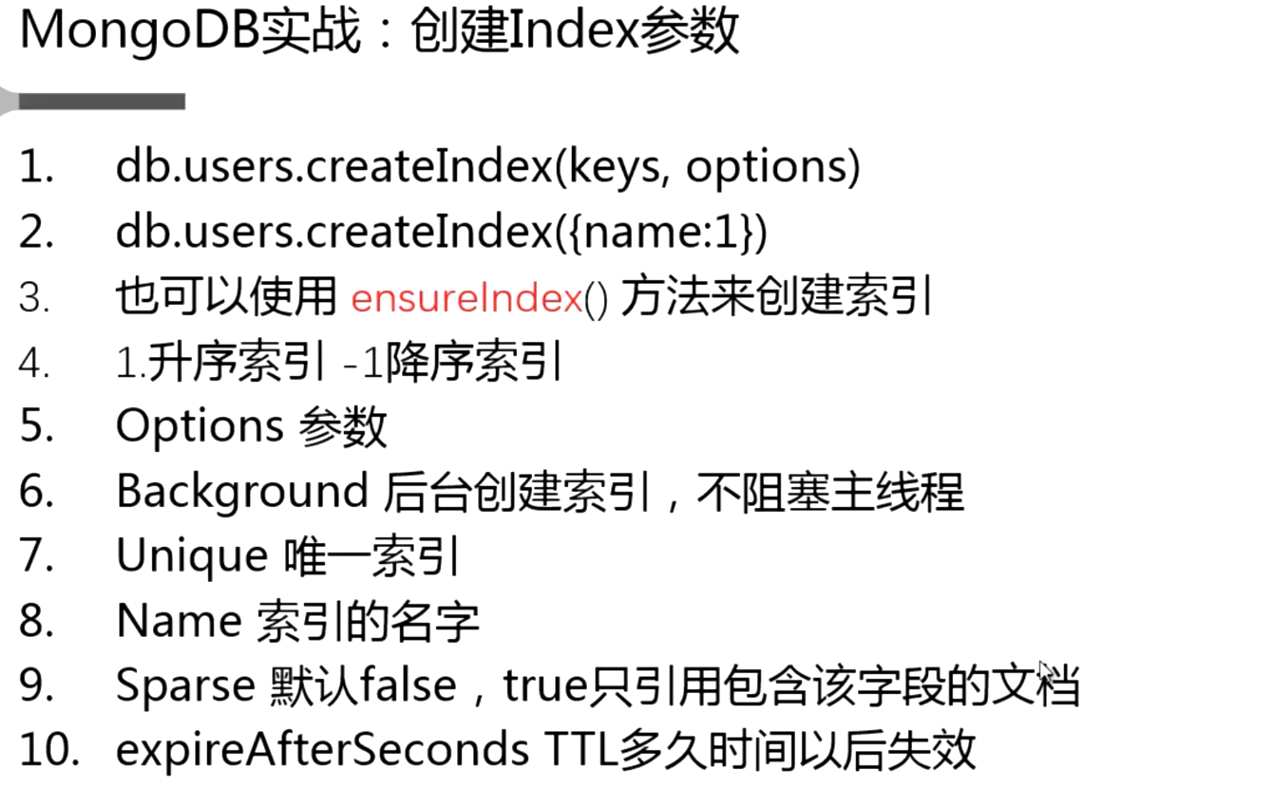 MongoDB实战：创建Index参数
1. db.users.createIndex(keys, options)
2. db.users.createIndex({name:1})
3. 也可以使用 ensureIndex() 方法来创建索引
4. 1.升序索引 -1降序索引
5. Options 参数
6. Background 后台创建索引，不阻塞主线程
7. Unique 唯一索引
8. Name 索引的名字
9. Sparse 默认false，true只引用包含该字段的文档
10. expireAfterSeconds TTL多久时间以后失效